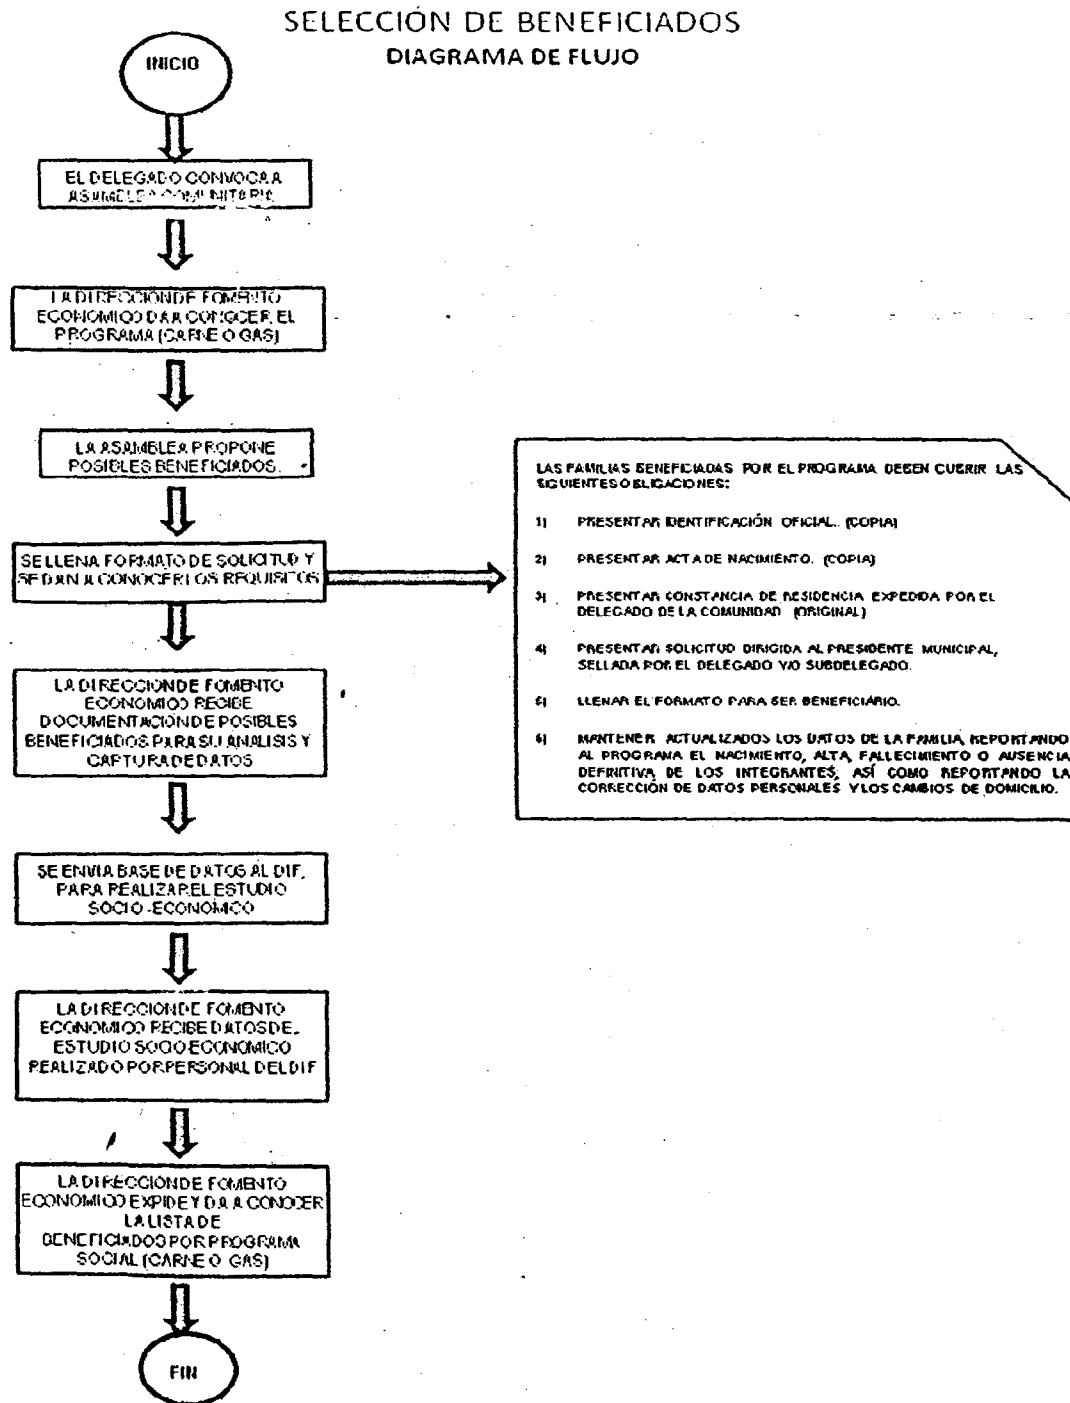 SELECCIÓN DE BENEFICIADOS
DIAGRAMA DE FLUJO
INICIO
EL DELEGADO CONVOCA A
ASAMBLEA COMUNITARIA
LA DIRECCION DE FOMENTO
ECONOMICO DA A CONOCER EL
PROGRAMA (CARNE O GAS)
LA ASAMBLEA PROPONE
POSIBLES BENEFICIADOS.
SE LLENA FORMATO DE SOLICITUD Y
SE DAN A CONOCER LOS REQUISITOS
LAS FAMILIAS BENEFICIADAS POR EL PROGRAMA DEBEN CUBRIR LAS
SIGUIENTES OBLIGACIONES:
1) PRESENTAR IDENTIFICACIÓN OFICIAL. (COPIA)
2) PRESENTAR ACTA DE NACIMIENTO. (COPIA)
3) PRESENTAR CONSTANCIA DE RESIDENCIA EXPEDIDA POR EL
DELEGADO DE LA COMUNIDAD (ORIGINAL)
4) PRESENTAR SOLICITUD DIRIGIDA AL PRESIDENTE MUNICIPAL,
SELLADA POR EL DELEGADO Y/O SUBDELEGADO.
5) LLENAR EL FORMATO PARA SER BENEFICIÁRIO.
6) MANTENER ACTUALIZADOS LOS DATOS DE LA FAMILIA, REPORTANDO
AL PROGRAMA EL NACIMIENTO, ALTA, FALLECIMIENTO O AUSENCIA
DEFINITIVA DE LOS INTEGRANTES, ASÍ COMO REPORTANDO LA
CORRECCIÓN DE DATOS PERSONALES Y LOS CAMBIOS DE DOMICILIO.
LA DIRECCION DE FOMENTO
ECONOMICO RECIBE
DOCUMENTACION DE POSIBLES
BENEFICIADOS PARA SU ANALISIS Y
CAPTURA DE DATOS
SE ENVIA BASE DE DATOS AL DIF,
PARA REALIZAR EL ESTUDIO
SOCIO-ECONOMICO
LA DIRECCION DE FOMENTO
ECONOMICO RECIBE DATOS DE
ESTUDIO SOCIO ECONOMICO
REALIZADO POR PERSONAL DEL DIF
LA DIRECCION DE FOMENTO
ECONOMICO EXPIDE Y DA A CONOCER
LA LISTA DE
BENEFICIADOS POR PROGRAMA
SOCIAL (CARNE O GAS)
FIN